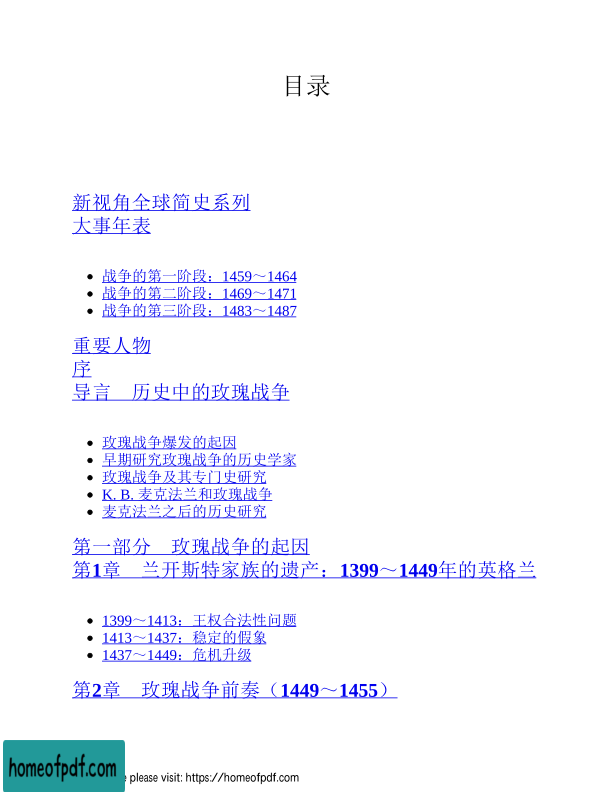 目录
新视角全球简史系列
大事年表
战争的第一阶段：1459～1464
战争的第二阶段：1469～1471
战争的第三阶段：1483～1487
重要人物
序
导言　历史中的玫瑰战争
玫瑰战争爆发的起因
早期研究玫瑰战争的历史学家
玫瑰战争及其专门史研究
K. B. 麦克法兰和玫瑰战争
麦克法兰之后的历史研究
第一部分　玫瑰战争的起因
第1章　兰开斯特家族的遗产：1399～1449年的英格兰
1399～1413：王权合法性问题
1413～1437：稳定的假象
1437～1449：危机升级
第2章　玫瑰战争前奏（1449～1455）
homeofpdf.com
please visit: https://homeofpdf.com